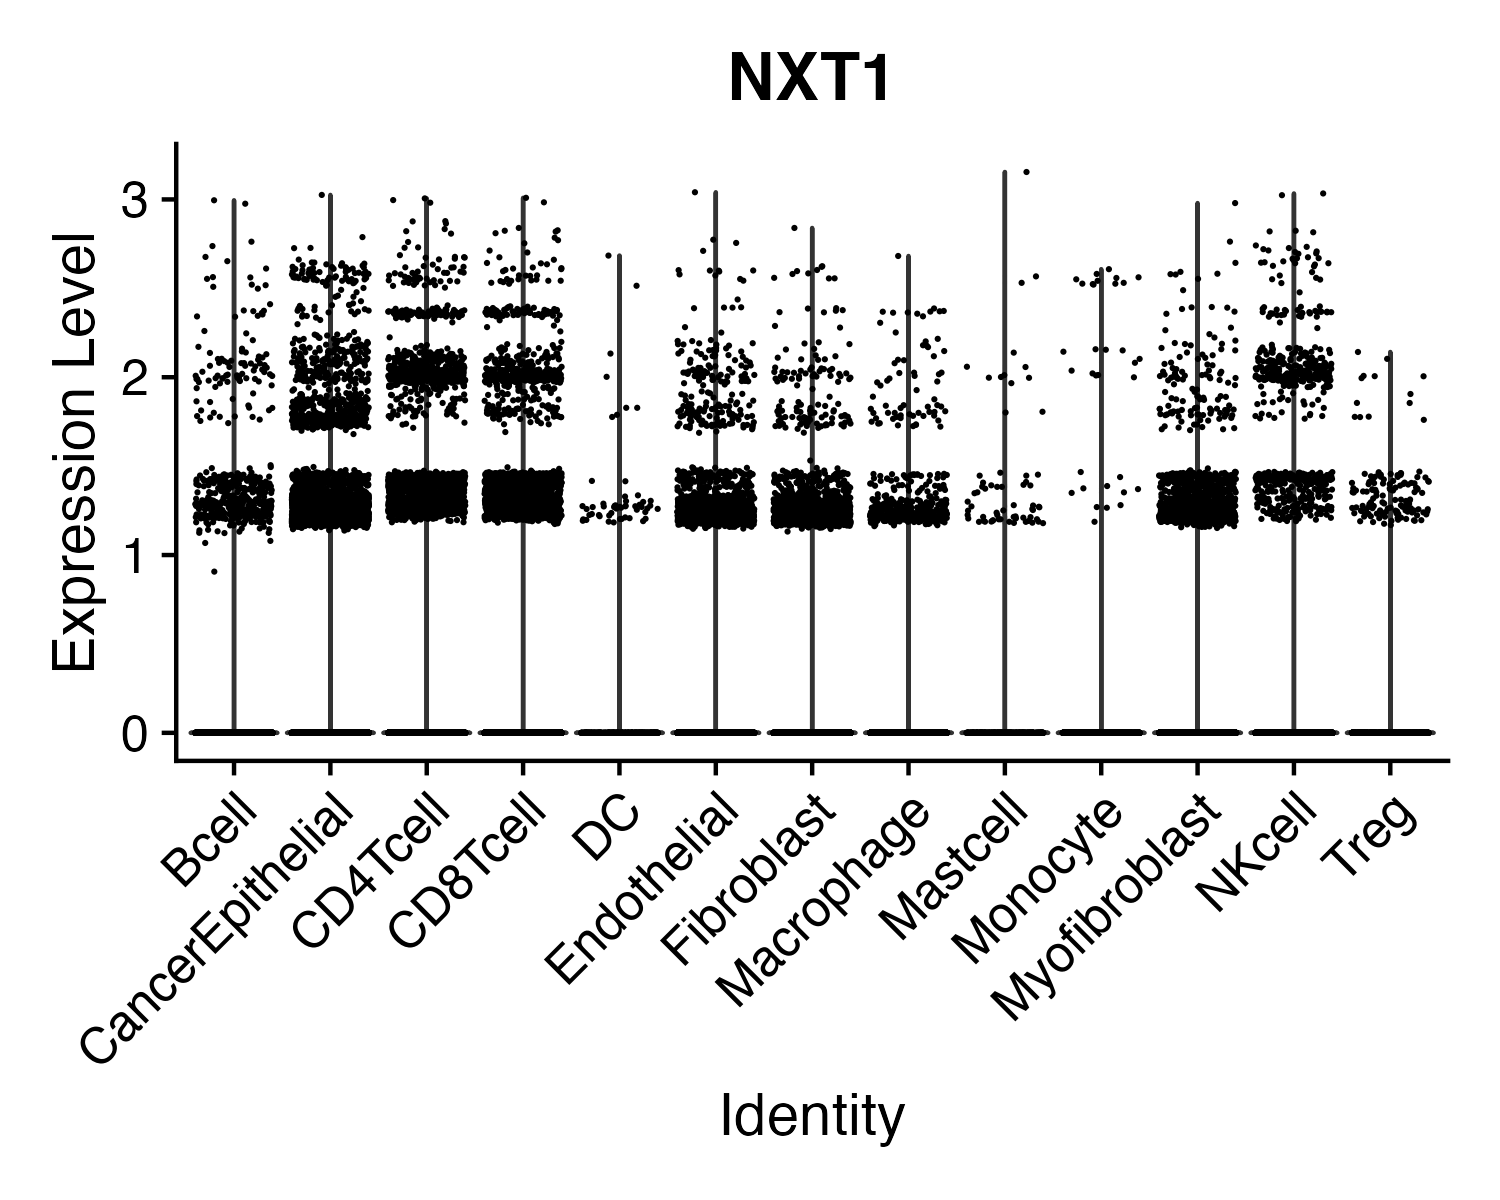 NXT1
Expression Level
3
2
1
0
Bcell
CancerEpithelial
CD4Tcell
CD8Tcell
DC
Endothelial
Fibroblast
Macrophage
Mastcell
Monocyte
Myofibroblast
NKcell
Treg
Identity